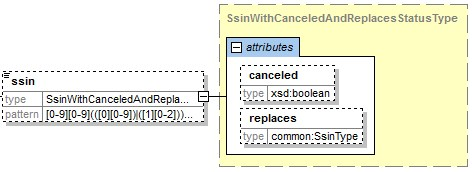 SsinWithCanceledAndReplacesStatusType
attributes
canceled
type xsd:boolean
replaces
type common:SsinType
ssin
type SsinWithCanceledAndRepla...
pattern [0-9][0-9](([0][0-9])|([1][0-2]))...